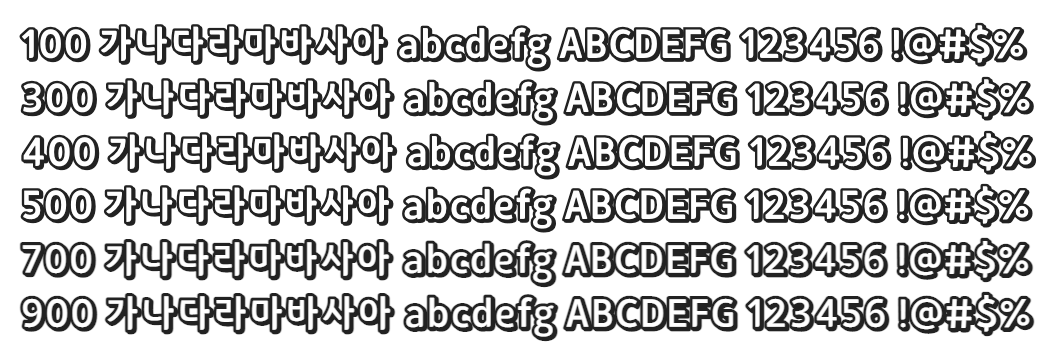 100 가나다라마바사아 abcdefg ABCDEFG 123456 !@#$%
300 가나다라마바사아 abcdefg ABCDEFG 123456 !@#$%
400 가나다라마바사아 abcdefg ABCDEFG 123456 !@#$%
500 가나다라마바사아 abcdefg ABCDEFG 123456 !@#$%
700 가나다라마바사아 abcdefg ABCDEFG 123456 !@#$%
900 가나다라마바사아 abcdefg ABCDEFG 123456 !@#$%